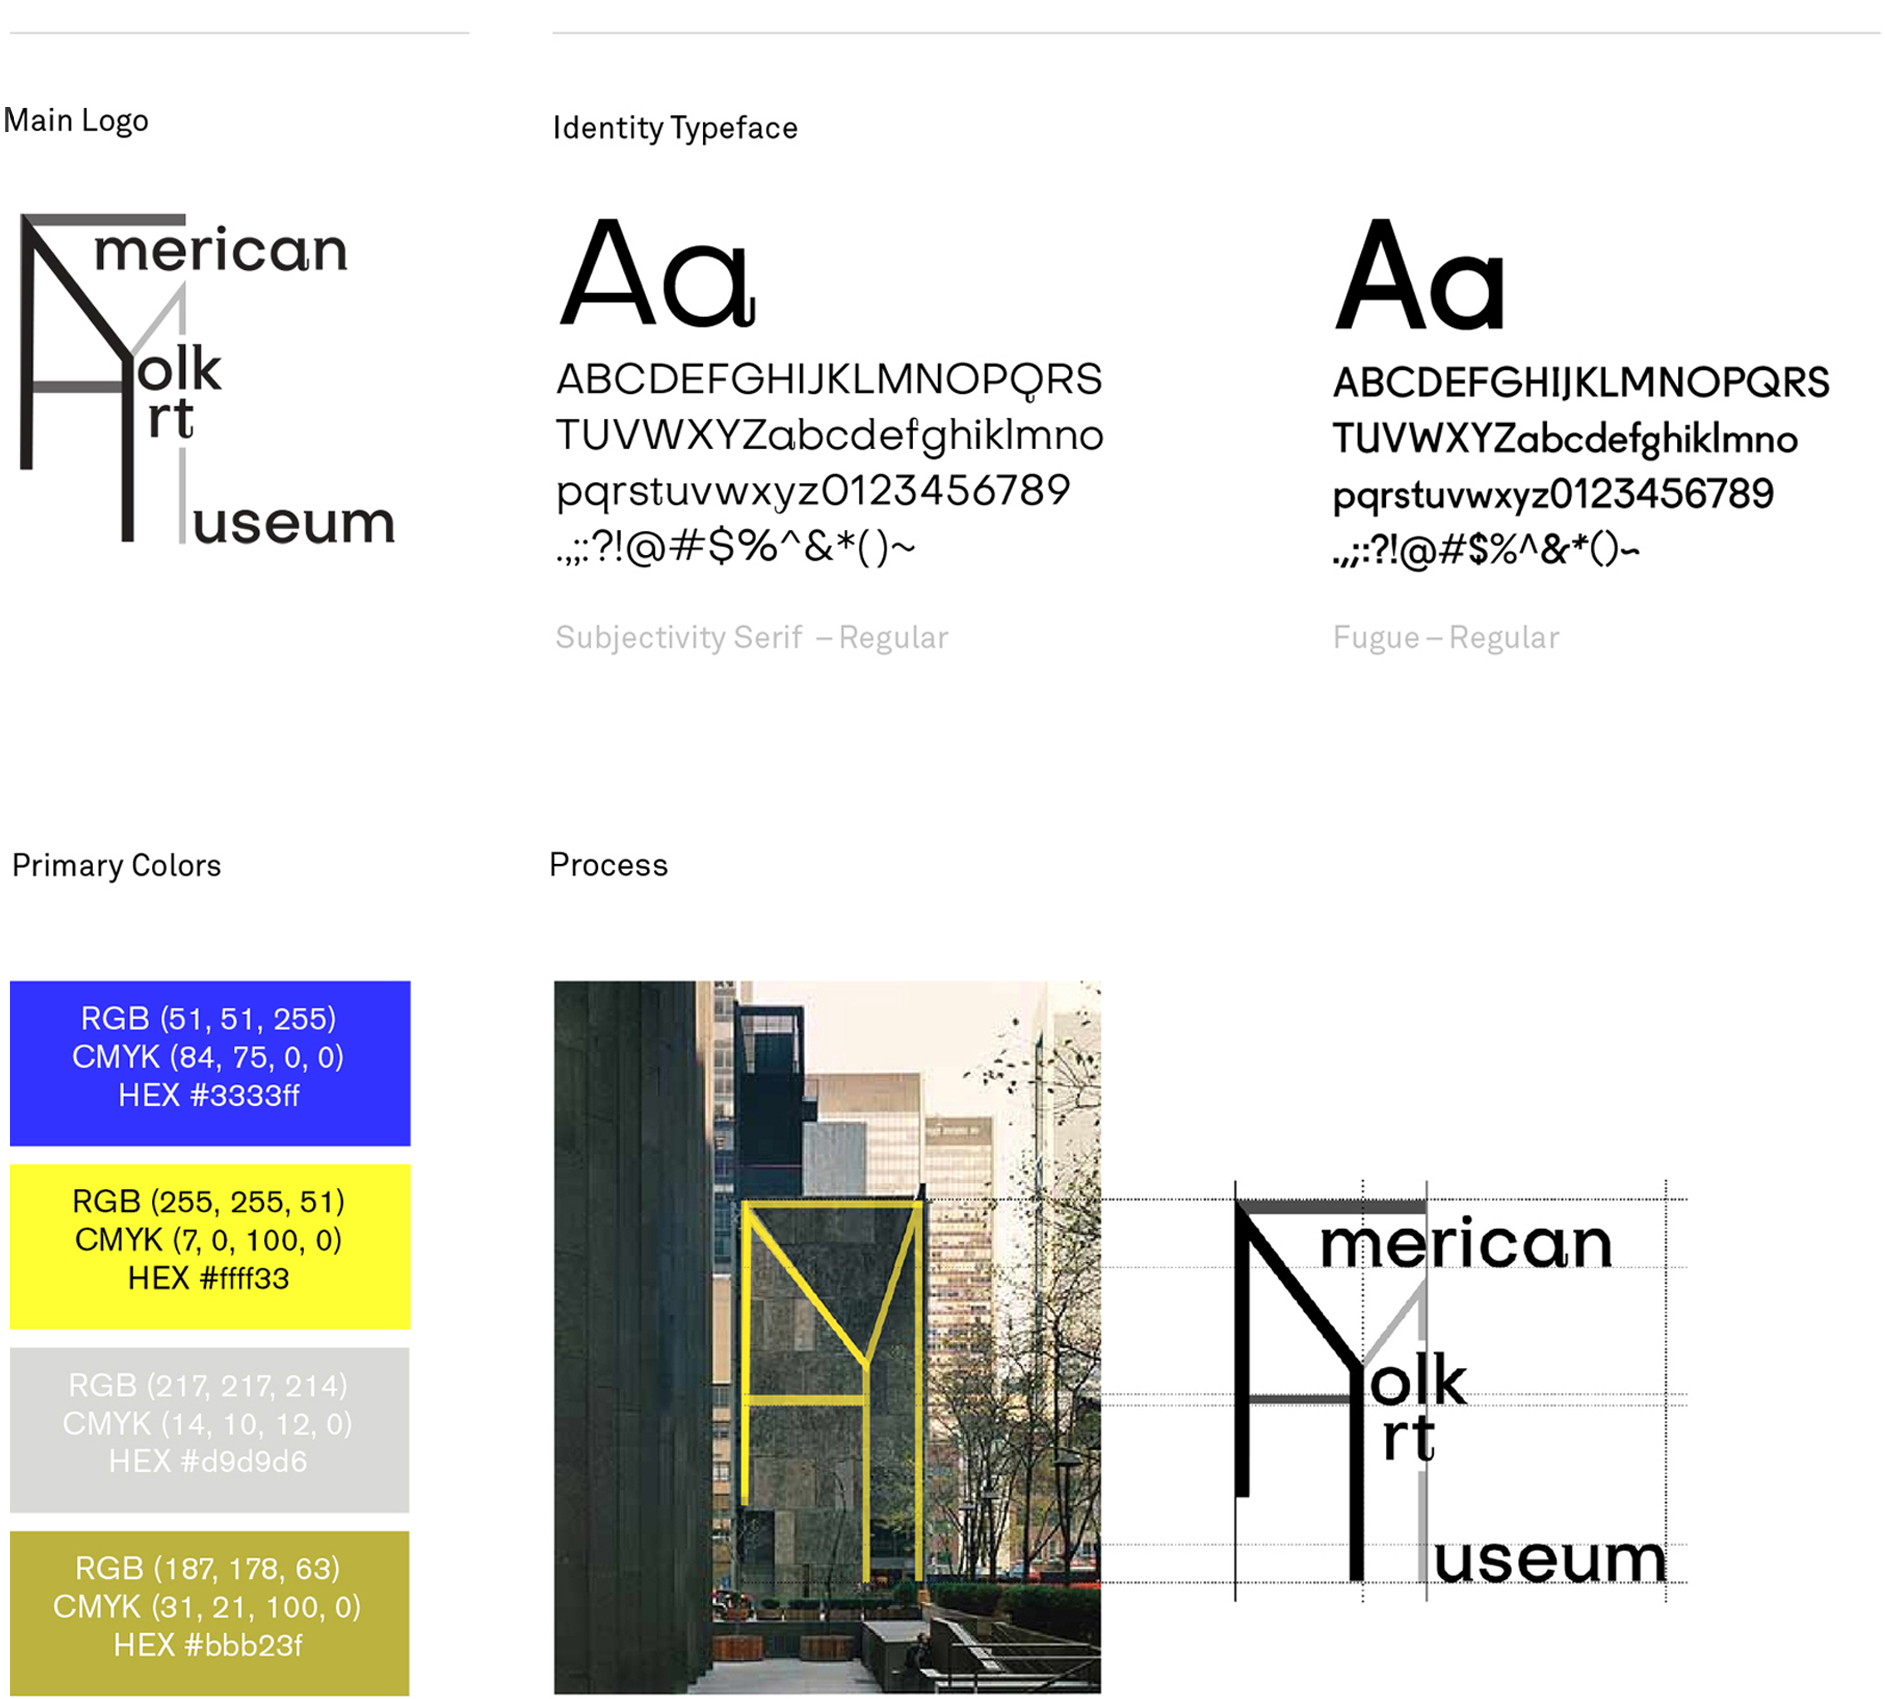 Main Logo
merican
olk
rt
useum
Identity Typeface
Aa
ABCDEFGHIJKLMNOPQRS
TUVWXYZabcdefghiklmno
pqrstuvwxyz0123456789
.,;:?!@#$%^&*()~
Subjectivity Serif – Regular
Aa
ABCDEFGHIJKLMNOPQRS
TUVWXYZabcdefghiklmno
pqrstuvwxyz0123456789
.,;:?!@#$%^&*()~
Fugue – Regular
Primary Colors
RGB (51, 51, 255)
CMYK (84, 75, 0, 0)
HEX #3333ff
RGB (255, 255, 51)
CMYK (7, 0, 100, 0)
HEX #ffff33
RGB (217, 217, 214)
CMYK (14, 10, 12, 0)
HEX #d9d9d6
RGB (187, 178, 63)
CMYK (31, 21, 100, 0)
HEX #bbb23f
Process
merican
olk
rt
useum